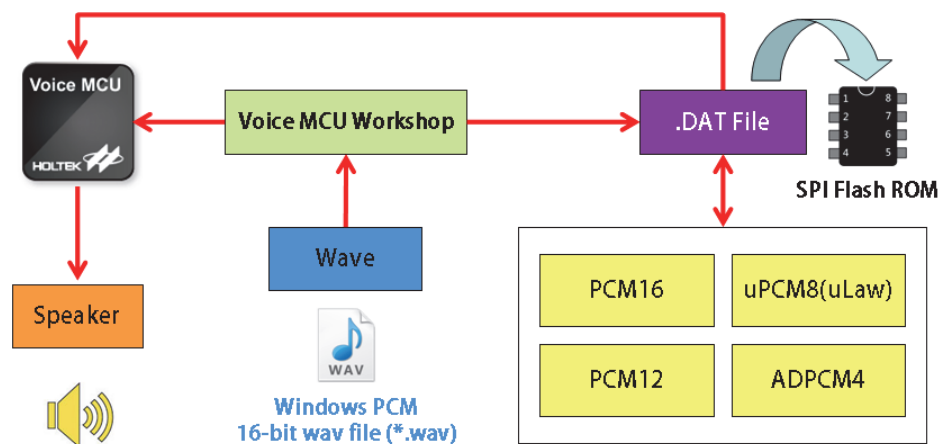 Voice MCU
HOLTEK
Voice MCU Workshop
.DAT File
1 8
2 7
3 6
4 5
SPI Flash ROM
Wave
Speaker
WAV
Windows PCM
16-bit wav file (*.wav)
PCM16
uPCM8(uLaw)
PCM12
ADPCM4